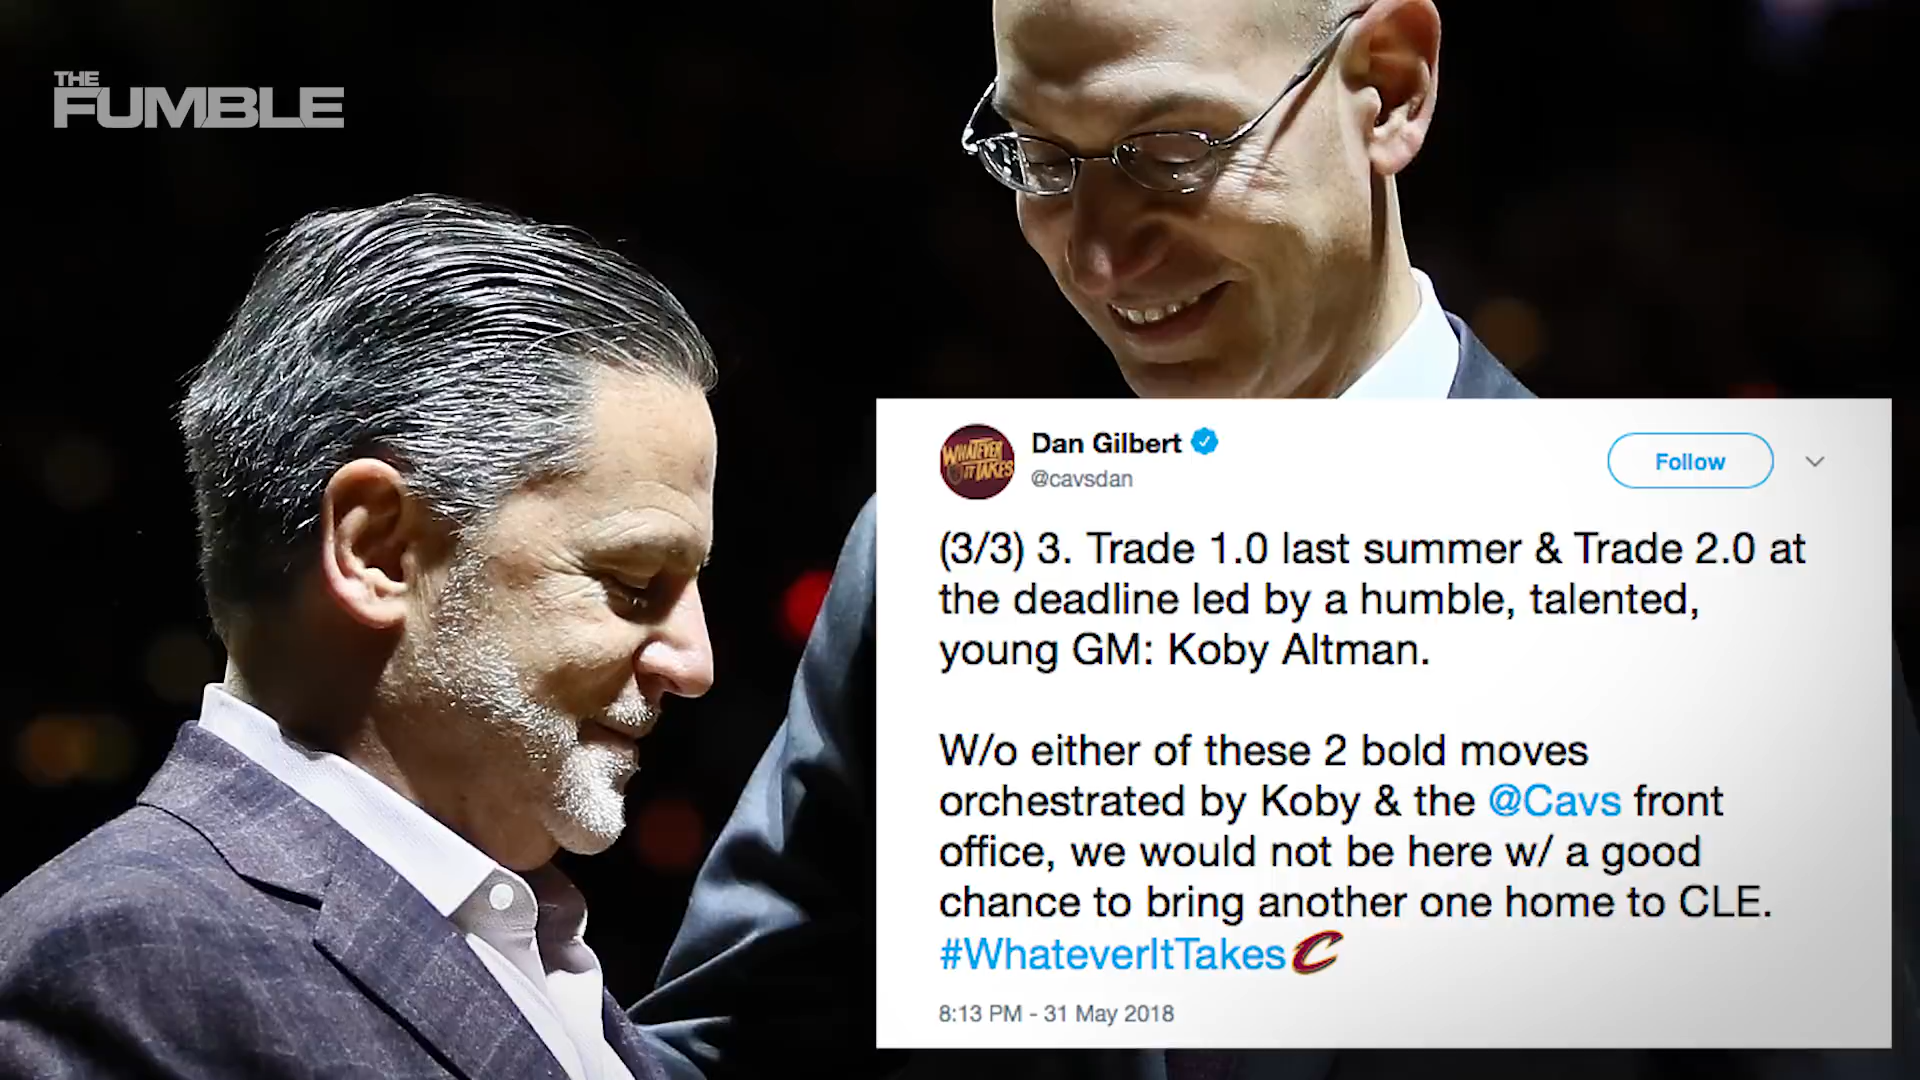 THE
FUMBLE
WHATEVER
IT TAKES
Dan Gilbert
@cavsdan
Follow
(3/3) 3. Trade 1.0 last summer & Trade 2.0 at
the deadline led by a humble, talented,
young GM: Koby Altman.
W/o either of these 2 bold moves
orchestrated by Koby & the @Cavs front
office, we would not be here w/ a good
chance to bring another one home to CLE.
#WhateverItTakes
8:13 PM - 31 May 2018